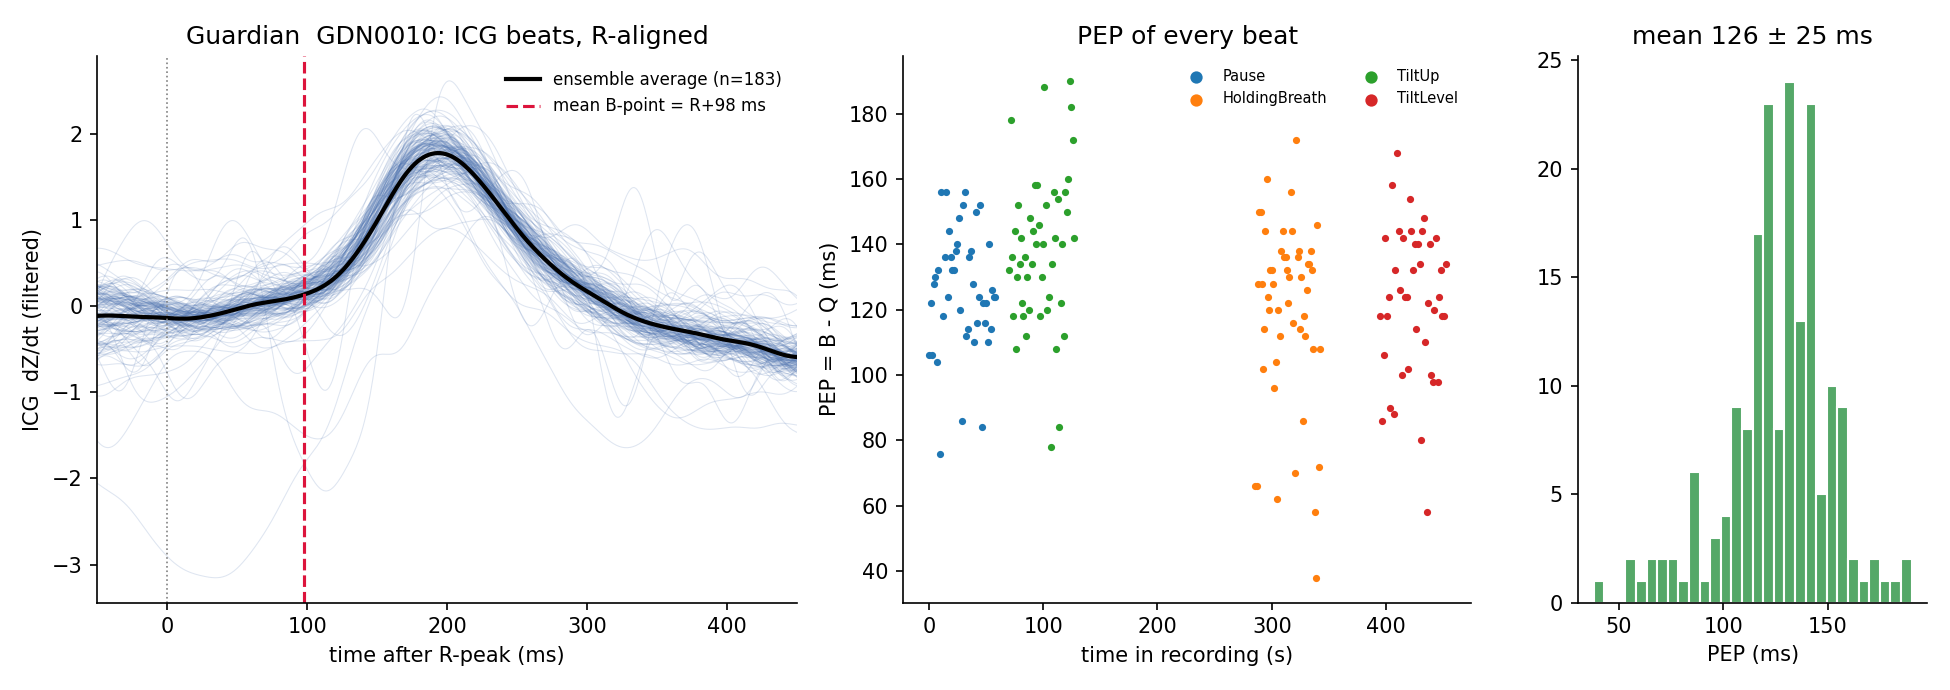 Guardian  GDN0010: ICG beats, R-aligned
ensemble average (n=183)
mean B-point = R+98 ms
ICG  dZ/dt (filtered)
2
1
0
−1
−2
−3
0
100
200
300
400
time after R-peak (ms)
PEP of every beat
Pause
HoldingBreath
TiltUp
TiltLevel
PEP = B - Q (ms)
180
160
140
120
100
80
60
40
0
100
200
300
400
time in recording (s)
mean 126 ± 25 ms
25
20
15
10
5
0
50
100
150
PEP (ms)